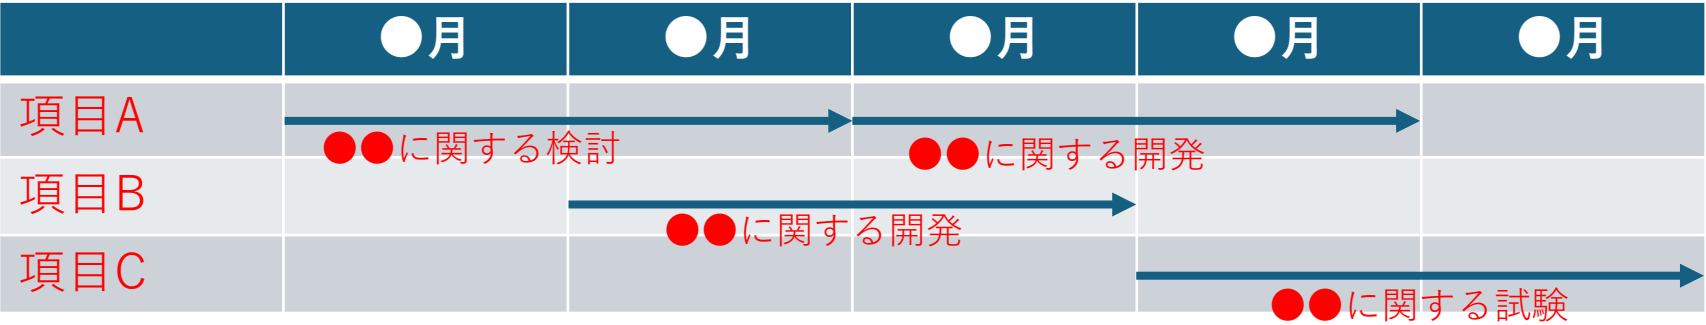 ●月 ●月 ●月 ●月 ●月
項目A
●●に関する検討 ●●に関する開発
項目B
●●に関する開発
項目C
●●に関する試験